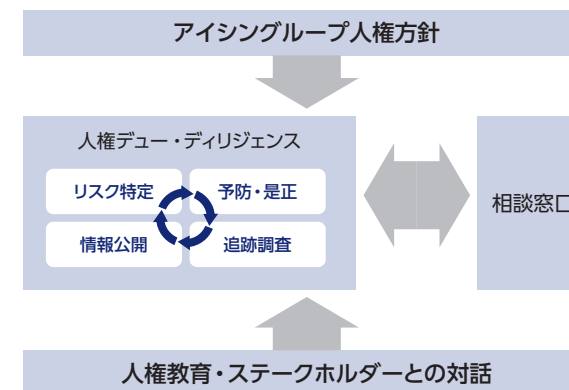 アイシングループ人権方針
人権デュー・ディリジェンス
リスク特定
予防・是正
情報公開
追跡調査
相談窓口
人権教育・ステークホルダーとの対話